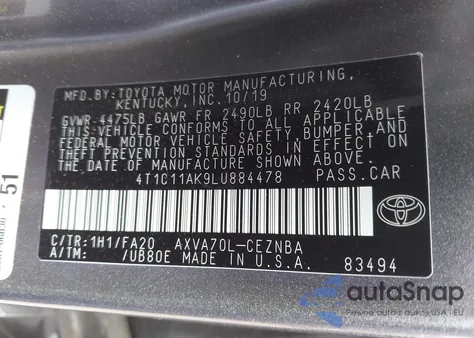 MFD. BY: TOYOTA MOTOR MANUFACTURING,
KENTUCKY, INC. 10/19
GVWR 4475LB GAWR FR 2490LB RR 2420LB
THIS VEHICLE CONFORMS TO ALL APPLICABLE
FEDERAL MOTOR VEHICLE SAFETY, BUMPER, AND
THEFT PREVENTION STANDARDS IN EFFECT ON
THE DATE OF MANUFACTURE SHOWN ABOVE.
4T1C11AK9LU884478 PASS.CAR
C/TR: 1H1/FA20 AXVA70L-CEZNBA
A/TM: /UB80E MADE IN U.S.A.
83494
TOYOTA
51
autoSnap